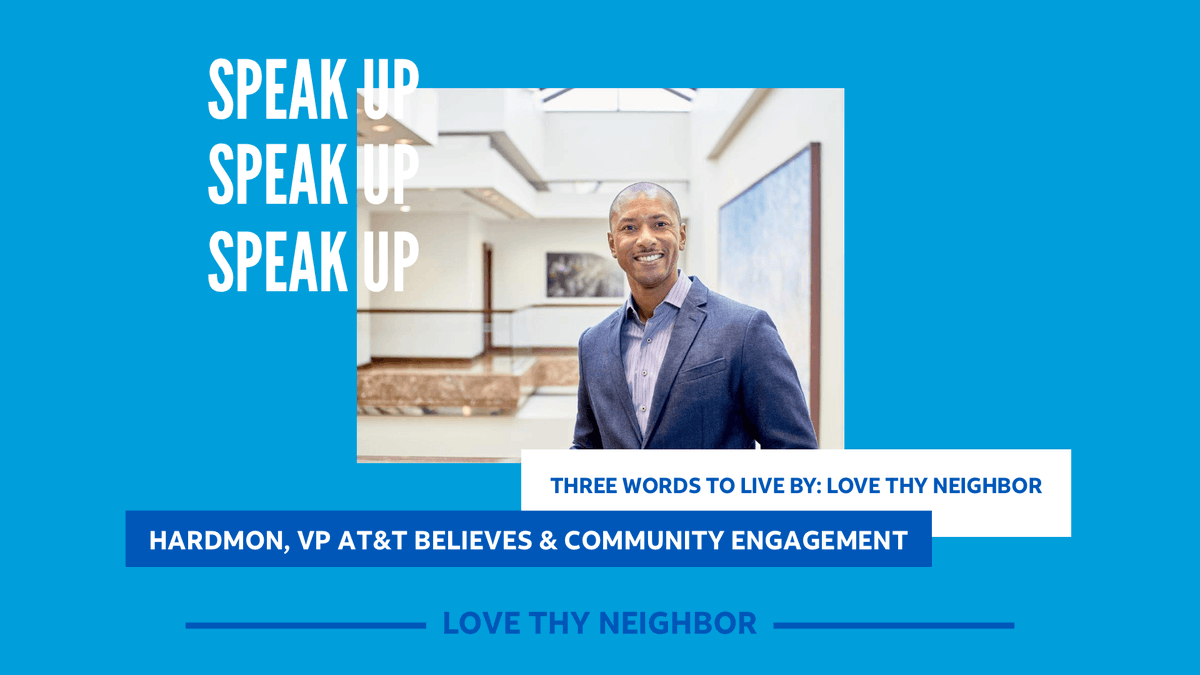 SPEAK UP
SPEAK UP
SPEAK UP
THREE WORDS TO LIVE BY: LOVE THY NEIGHBOR
HARDMON, VP AT&T BELIEVES & COMMUNITY ENGAGEMENT
LOVE THY NEIGHBOR